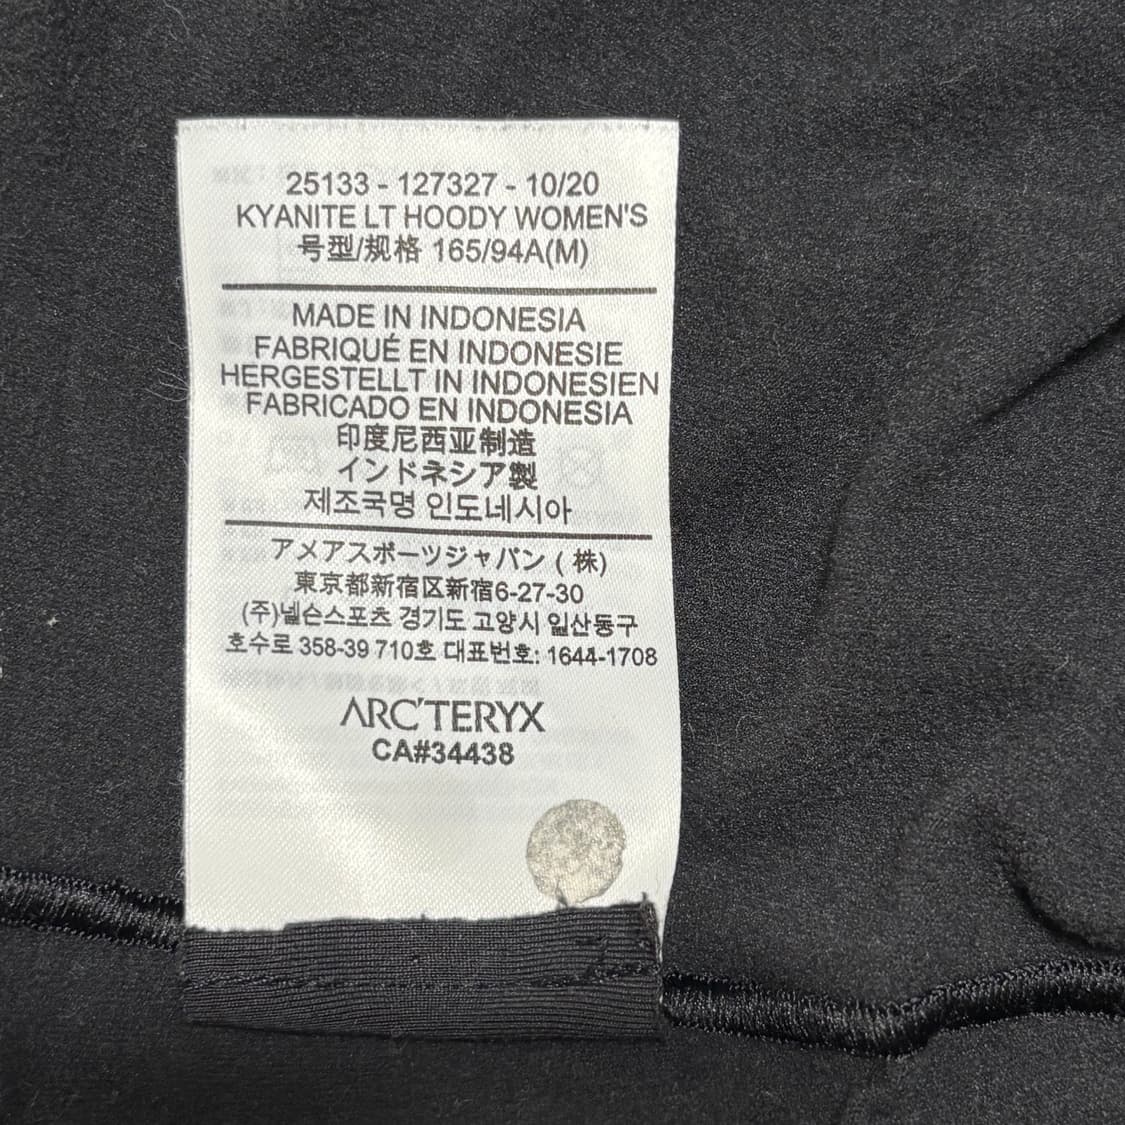 25133 - 127327 - 10/20
KYANITE LT HOODY WOMEN'S
号型/规格 165/94A(M)
MADE IN INDONESIA
FABRIQUÉ EN INDONESIE
HERGESTELLT IN INDONESIEN
FABRICADO EN INDONESIA
印度尼西亚制造
インドネシア製
제조국명 인도네시아
アメアスポーツジャパン ( 株)
東京都新宿区新宿6-27-30
(주)넬슨스포츠 경기도 고양시 일산동구
호수로 358-39 710호 대표번호: 1644-1708
ARC'TERYX
CA#34438